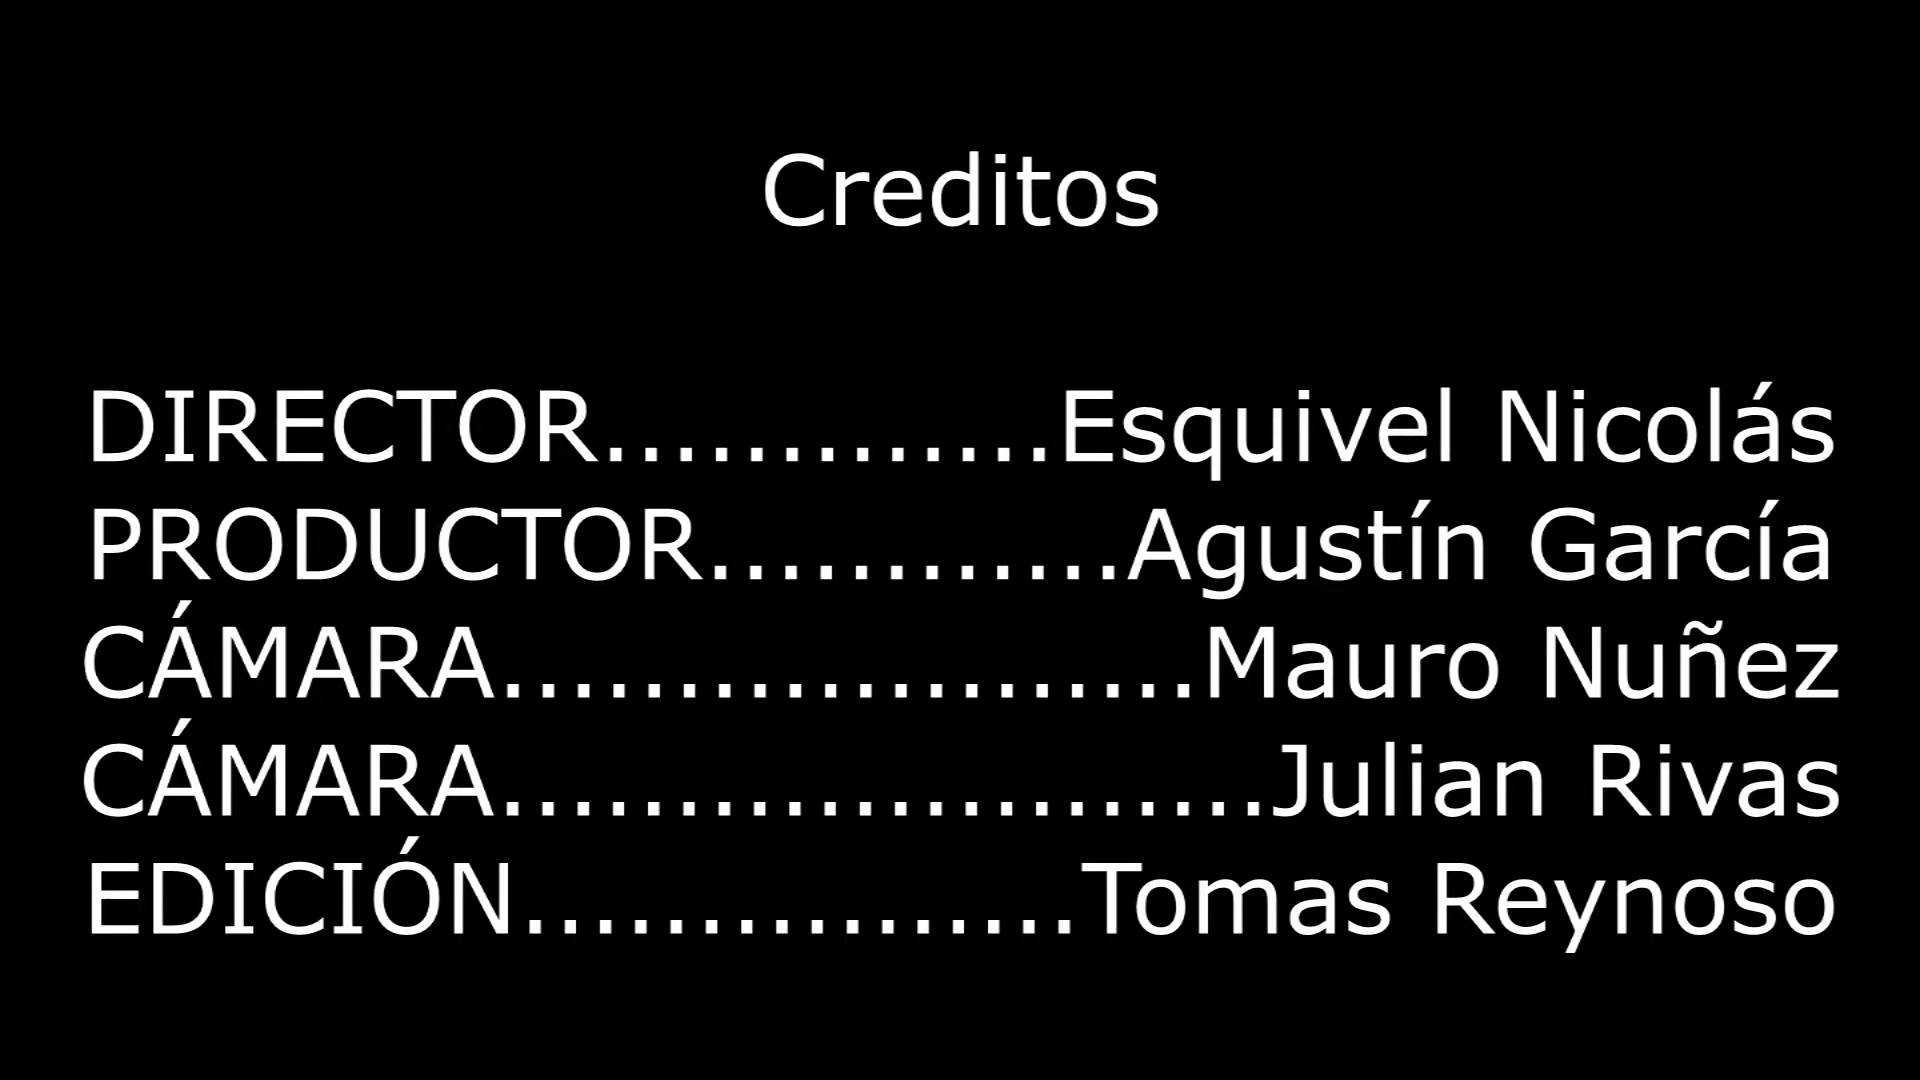 Creditos
DIRECTOR.............Esquivel Nicolás
PRODUCTOR............Agustín García
CÁMARA....................Mauro Nuñez
CÁMARA......................Julian Rivas
EDICIÓN................Tomas Reynoso